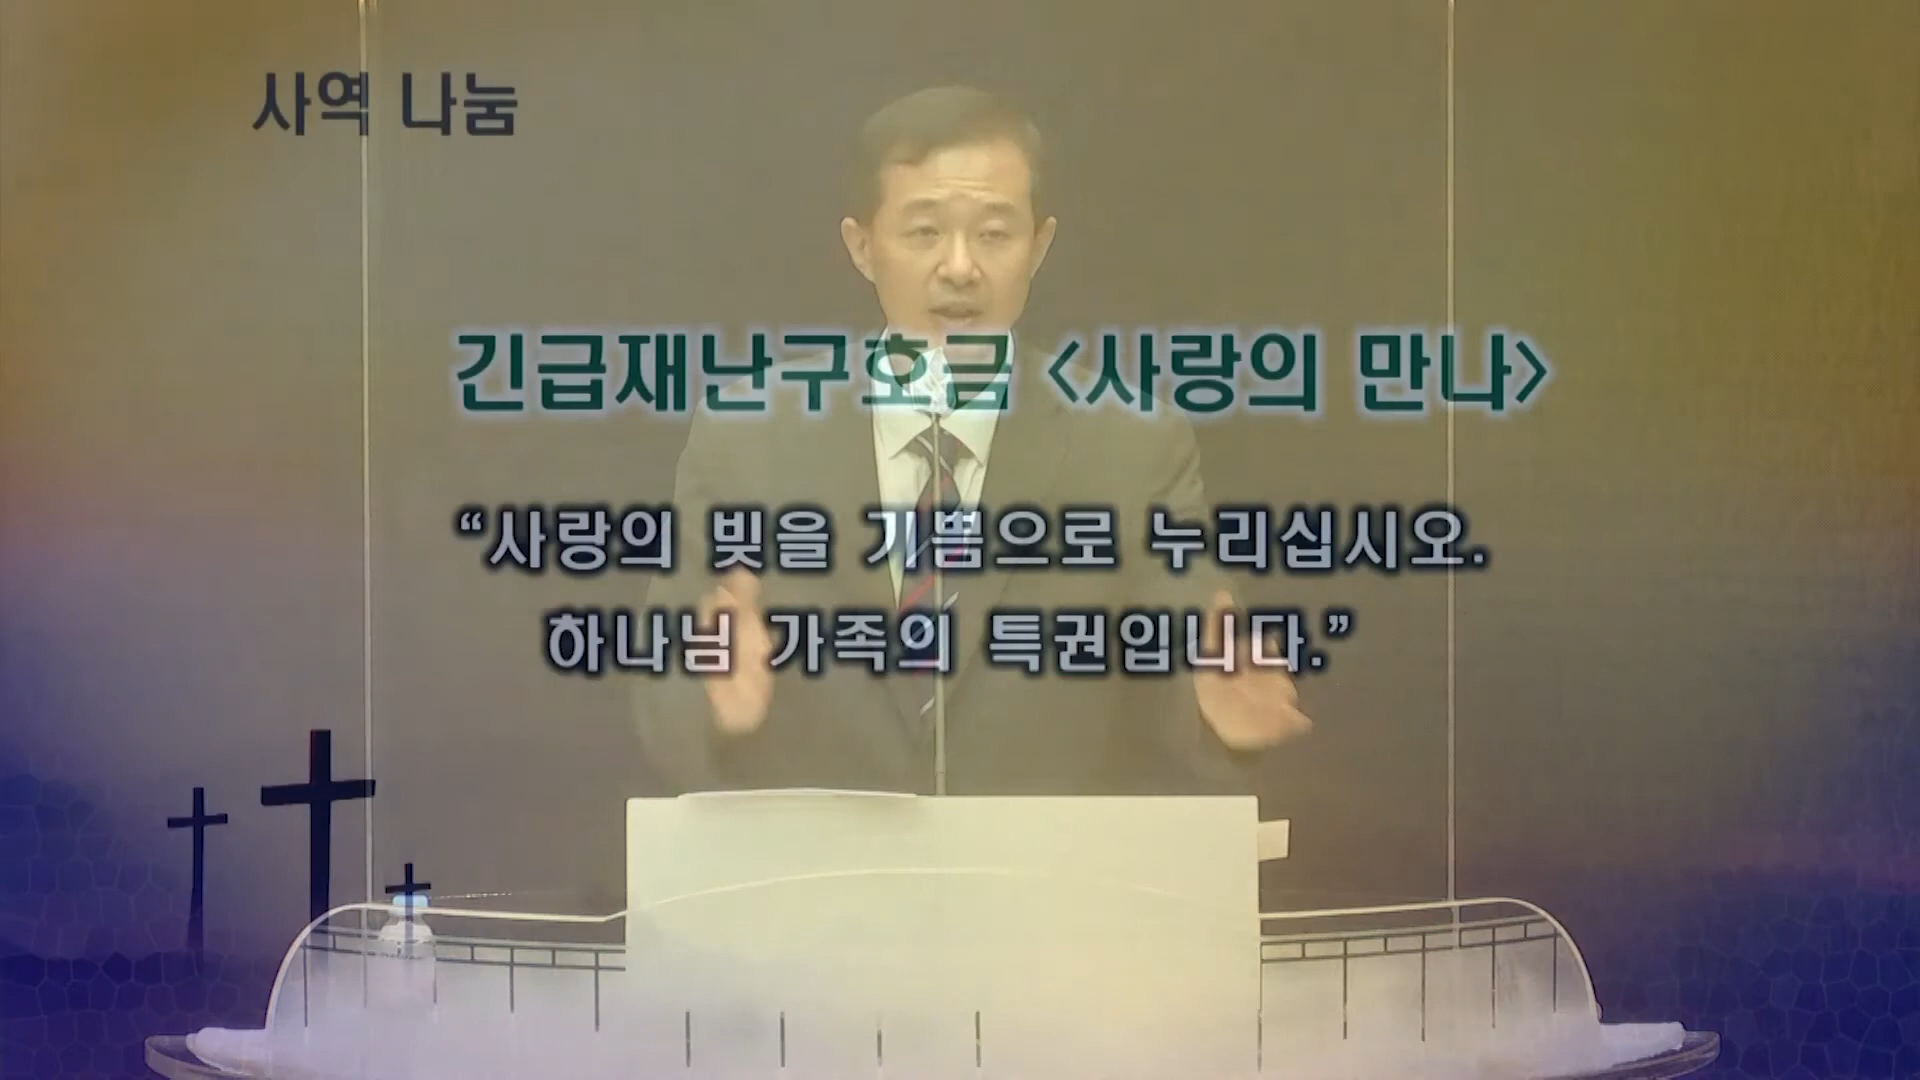 사역 나눔
긴급재난구호금 <사랑의 만나>
“사랑의 빚을 기쁨으로 누리십시오.
하나님 가족의 특권입니다.”